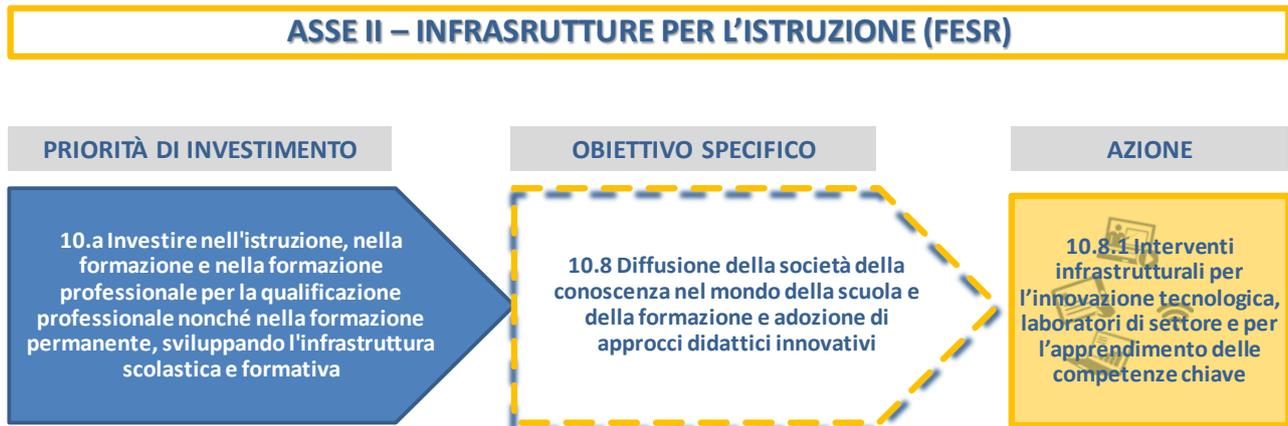 ASSE II – INFRASRUTTURE PER L'ISTRUZIONE (FESR)
PRIORITÀ DI INVESTIMENTO
10.a Investire nell'istruzione, nella
formazione e nella formazione
professionale per la qualificazione
professionale nonché nella formazione
permanente, sviluppando l'infrastruttura
scolastica e formativa
OBIETTIVO SPECIFICO
10.8 Diffusione della società della
conoscenza nel mondo della scuola e
della formazione e adozione di
approcci didattici innovativi
AZIONE
10.8.1 Interventi
infrastrutturali per
l'innovazione tecnologica,
laboratori di settore e per
l'apprendimento delle
competenze chiave